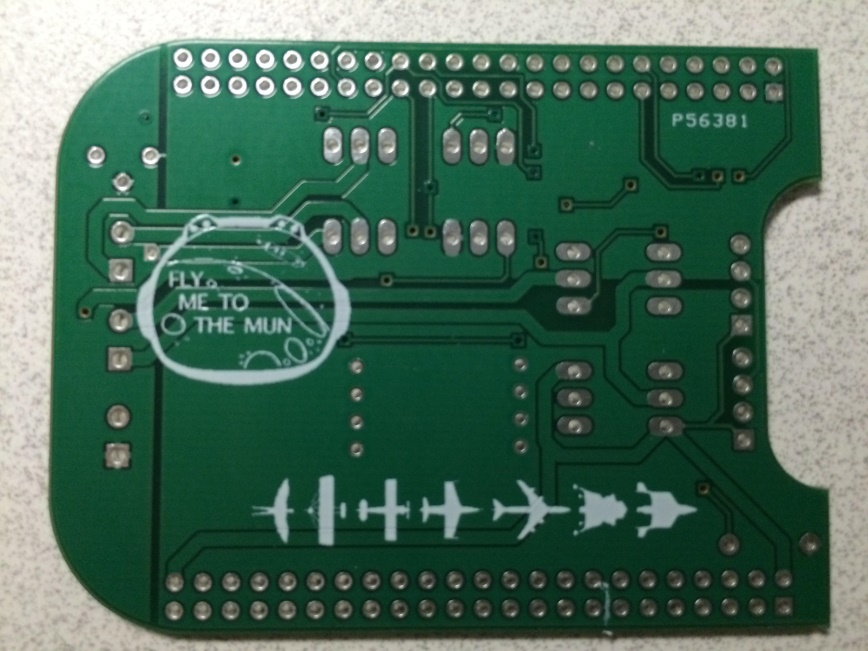 P56381
FLY
ME TO
THE MUN